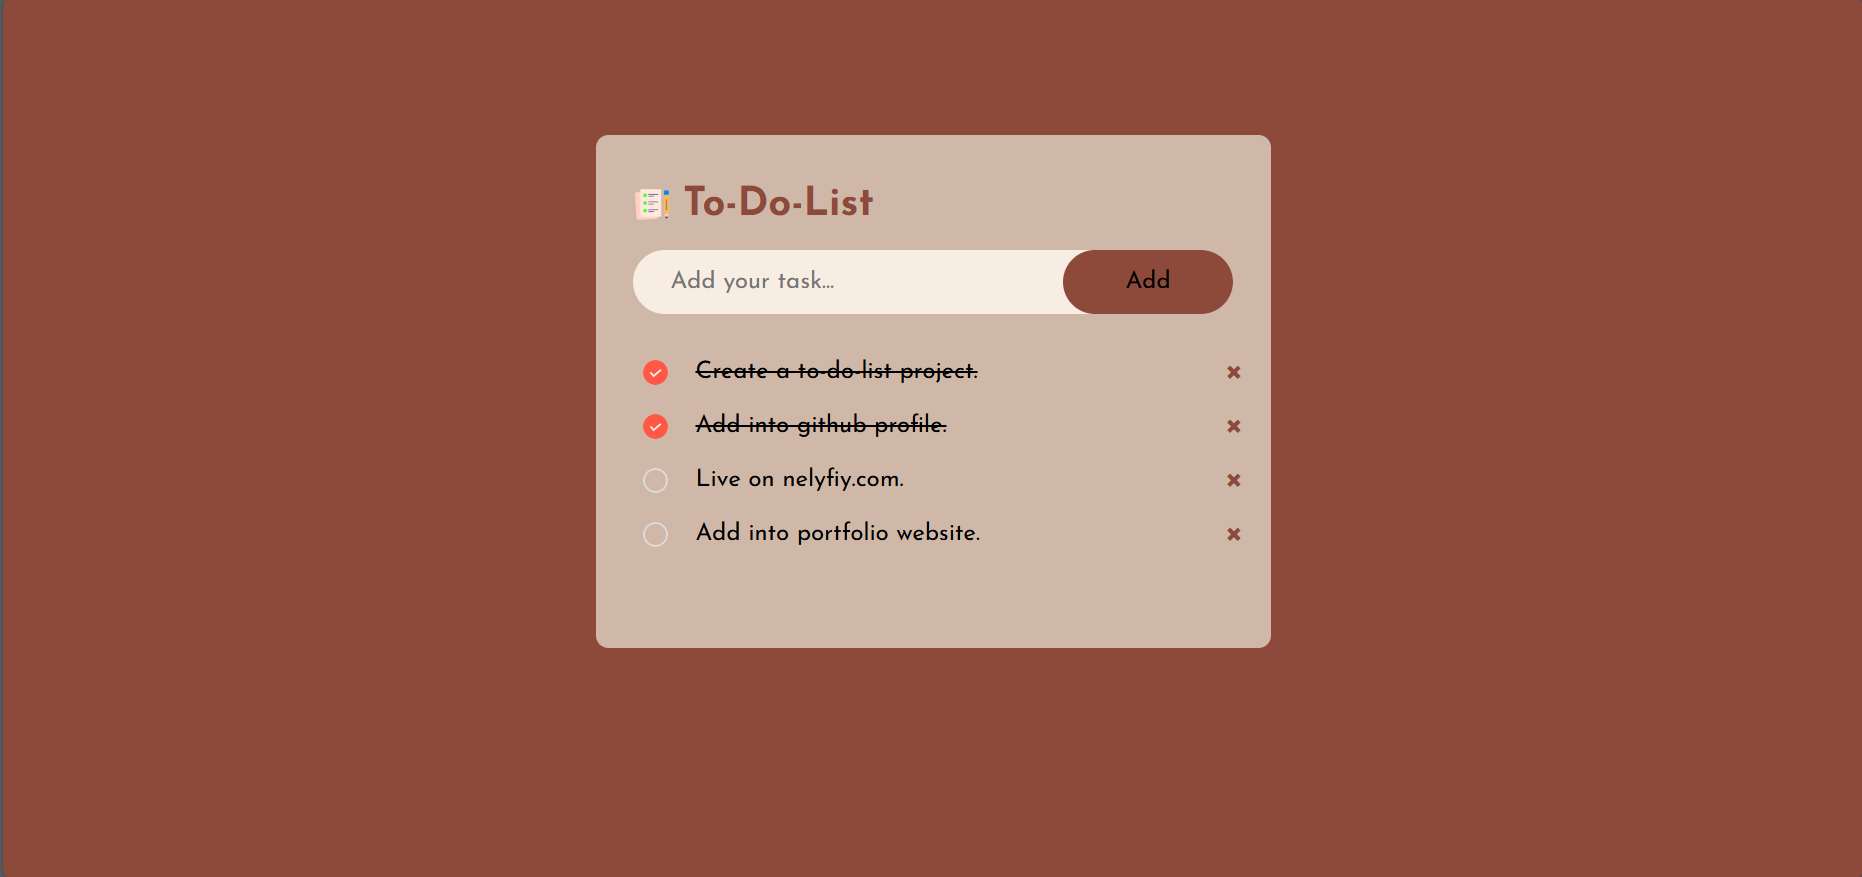 To-Do-List
Add your task...
Add
Create a to-do-list project.
Add into github profile.
Live on nelyfiy.com.
Add into portfolio website.